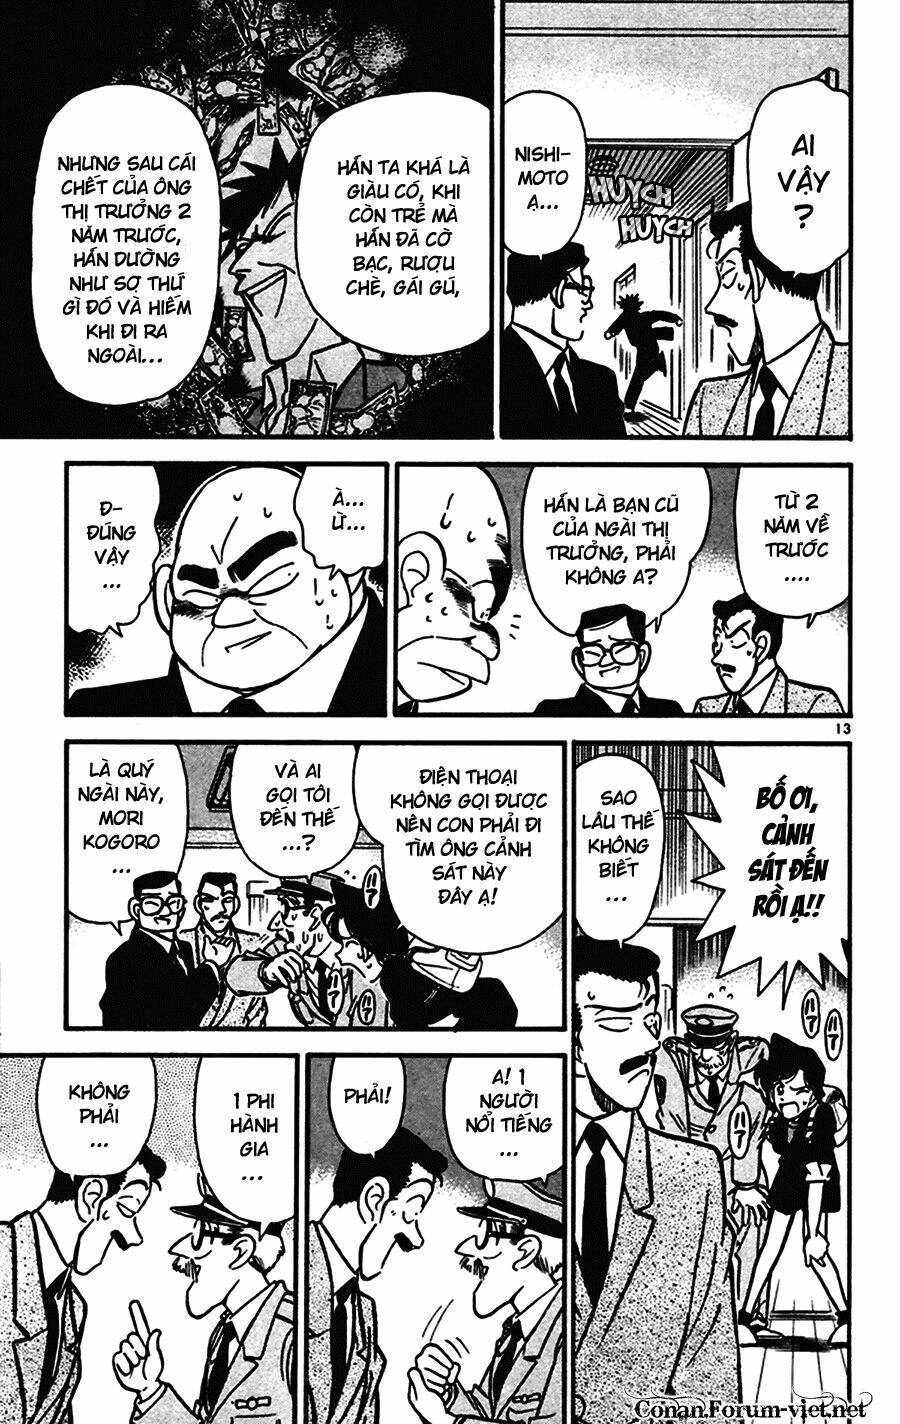 AI
VẬY
?
NISHI-
MOTO
Ạ...
HUỴCH
HUỴCH
HẮN TA KHÁ LÀ
GIÀU CÓ, KHI
CÒN TRẺ MÀ
HẮN ĐÃ CỜ
BẠC, RƯỢU
CHÈ, GÁI GÚ,
NHƯNG SAU CÁI
CHẾT CỦA ÔNG
THỊ TRƯỞNG 2
NĂM TRƯỚC,
HẮN DƯỜNG
NHƯ SỢ THỨ
GÌ ĐÓ VÀ HIẾM
KHI ĐI RA
NGOÀI...
TỪ 2
NĂM VỀ
TRƯỚC
....
HẮN LÀ BẠN CŨ
CỦA NGÀI THỊ
TRƯỞNG, PHẢI
KHÔNG Ạ?
À...
Ừ...
Đ-
ĐÚNG
VẬY
...
13
BỐ ƠI,
CẢNH
SÁT ĐẾN
RỒI Ạ!!
SAO
LÂU THẾ
KHÔNG
BIẾT
...
ĐIỆN THOẠI
KHÔNG GỌI ĐƯỢC
NÊN CON PHẢI ĐI
TÌM ÔNG CẢNH
SÁT NÀY
ĐÂY Ạ!
VÀ AI
GỌI TÔI
ĐẾN THẾ
...?
LÀ QUÝ
NGÀI NÀY,
MORI
KOGORO
...
A! 1
NGƯỜI
NỔI TIẾNG
...
PHẢI!
1 PHI
HÀNH
GIA
...
KHÔNG
PHẢI
...
Conan.Forum-viet.net